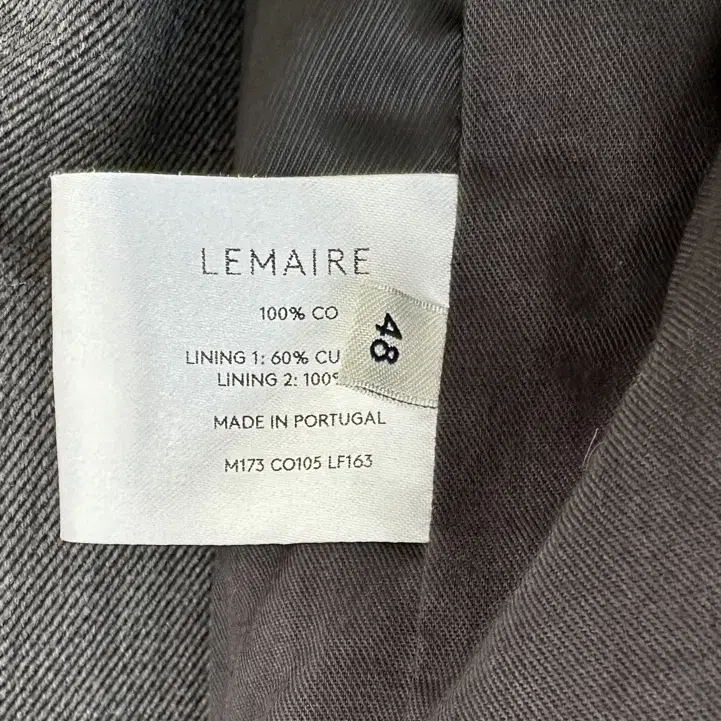 LEMAIRE
100% CO
48
LINING 1: 60% CU
LINING 2: 100%
MADE IN PORTUGAL
M173 CO105 LF163